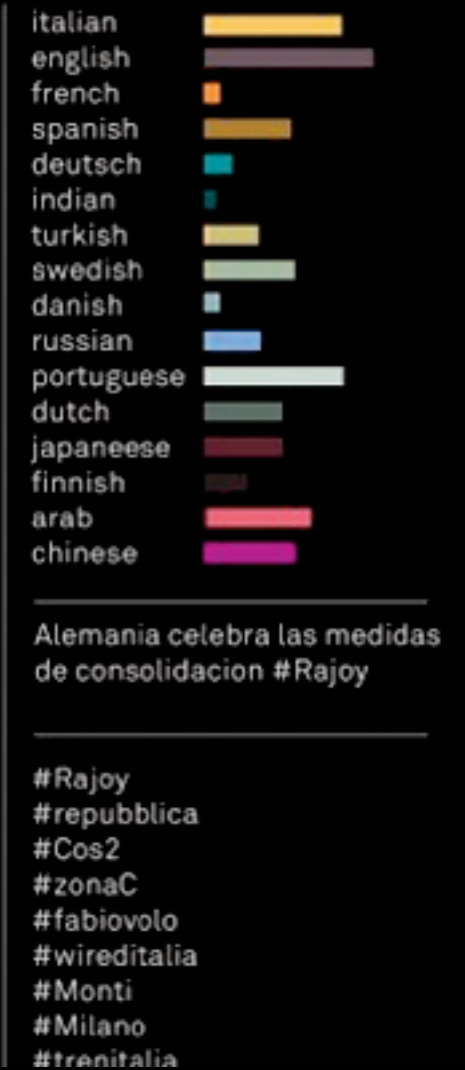 italian
english
french
spanish
deutsch
indian
turkish
swedish
danish
russian
portuguese
dutch
japaneese
finnish
arab
chinese
Alemania celebra las medidas
de consolidacion #Rajoy
#Rajoy
#repubblica
#Cos2
#zonaC
#fabiovolo
#wireditalia
#Monti
#Milano
#trenitalia